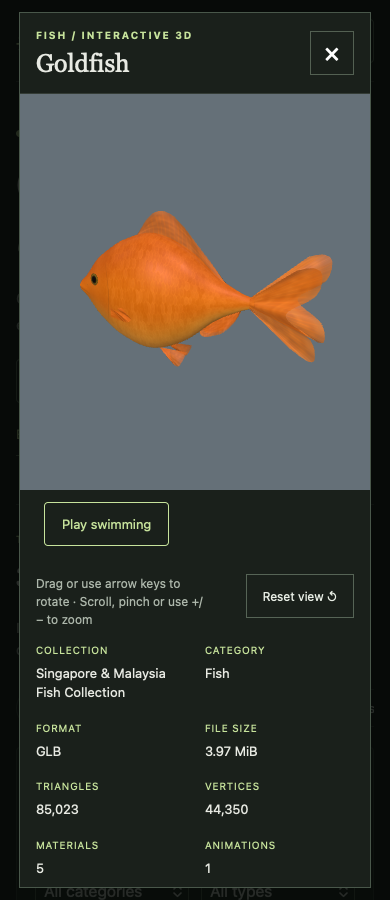 FISH / INTERACTIVE 3D
Goldfish
×
Play swimming
Drag or use arrow keys to
rotate · Scroll, pinch or use +/
− to zoom
Reset view ↺
COLLECTION
Singapore & Malaysia
Fish Collection
CATEGORY
Fish
FORMAT
GLB
FILE SIZE
3.97 MiB
TRIANGLES
85,023
VERTICES
44,350
MATERIALS
5
ANIMATIONS
1
All categories
All types